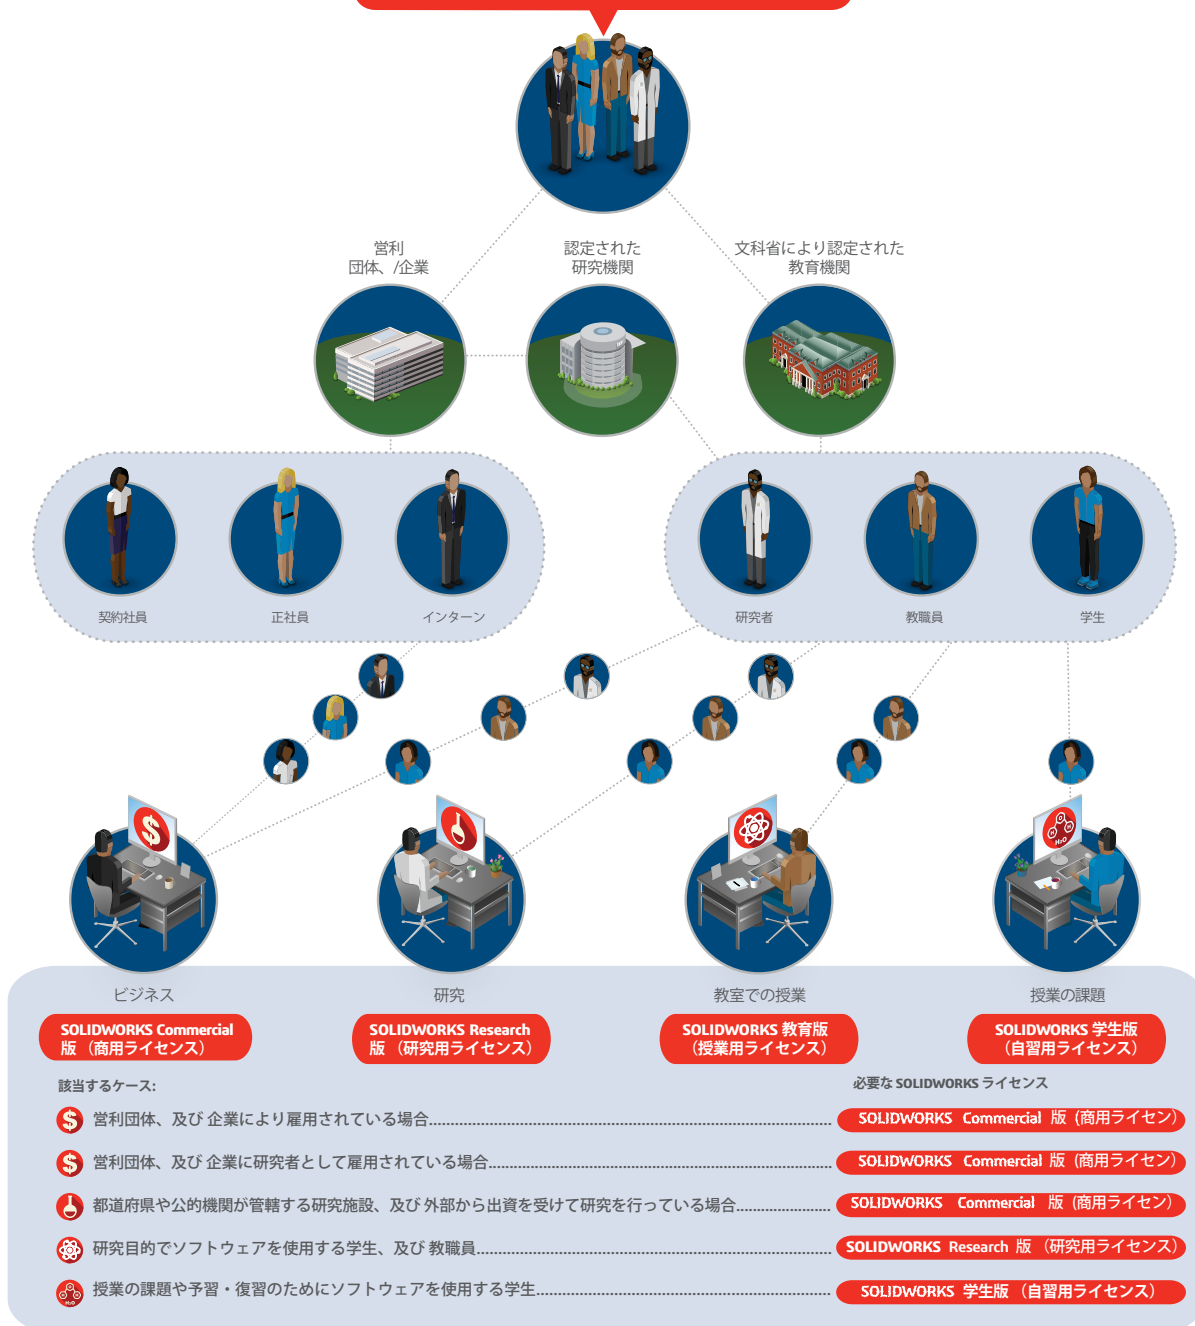 営利
団体、/企業
認定された
研究機関
文科省により認定された
教育機関
契約社員
正社員
インターン
研究者
教職員
学生
H₂O
ビジネス
研究
教室での授業
授業の課題
SOLIDWORKS Commercial
版 （商用ライセンス）
SOLIDWORKS Research
版 （研究用ライセンス）
SOLIDWORKS 教育版
（授業用ライセンス）
SOLIDWORKS 学生版
（自習用ライセンス）
該当するケース:
必要な SOLIDWORKS ライセンス
営利団体、及び 企業により雇用されている場合
SOLIDWORKS Commercial 版 (商用ライセン)
営利団体、及び 企業に研究者として雇用されている場合
SOLIDWORKS Commercial 版 (商用ライセン)
都道府県や公的機関が管轄する研究施設、及び 外部から出資を受けて研究を行っている場合
SOLIDWORKS Commercial 版 (商用ライセン)
研究目的でソフトウェアを使用する学生、及び 教職員
SOLIDWORKS Research 版 （研究用ライセンス）
H₂O 授業の課題や予習・復習のためにソフトウェアを使用する学生
SOLIDWORKS 学生版 （自習用ライセンス）